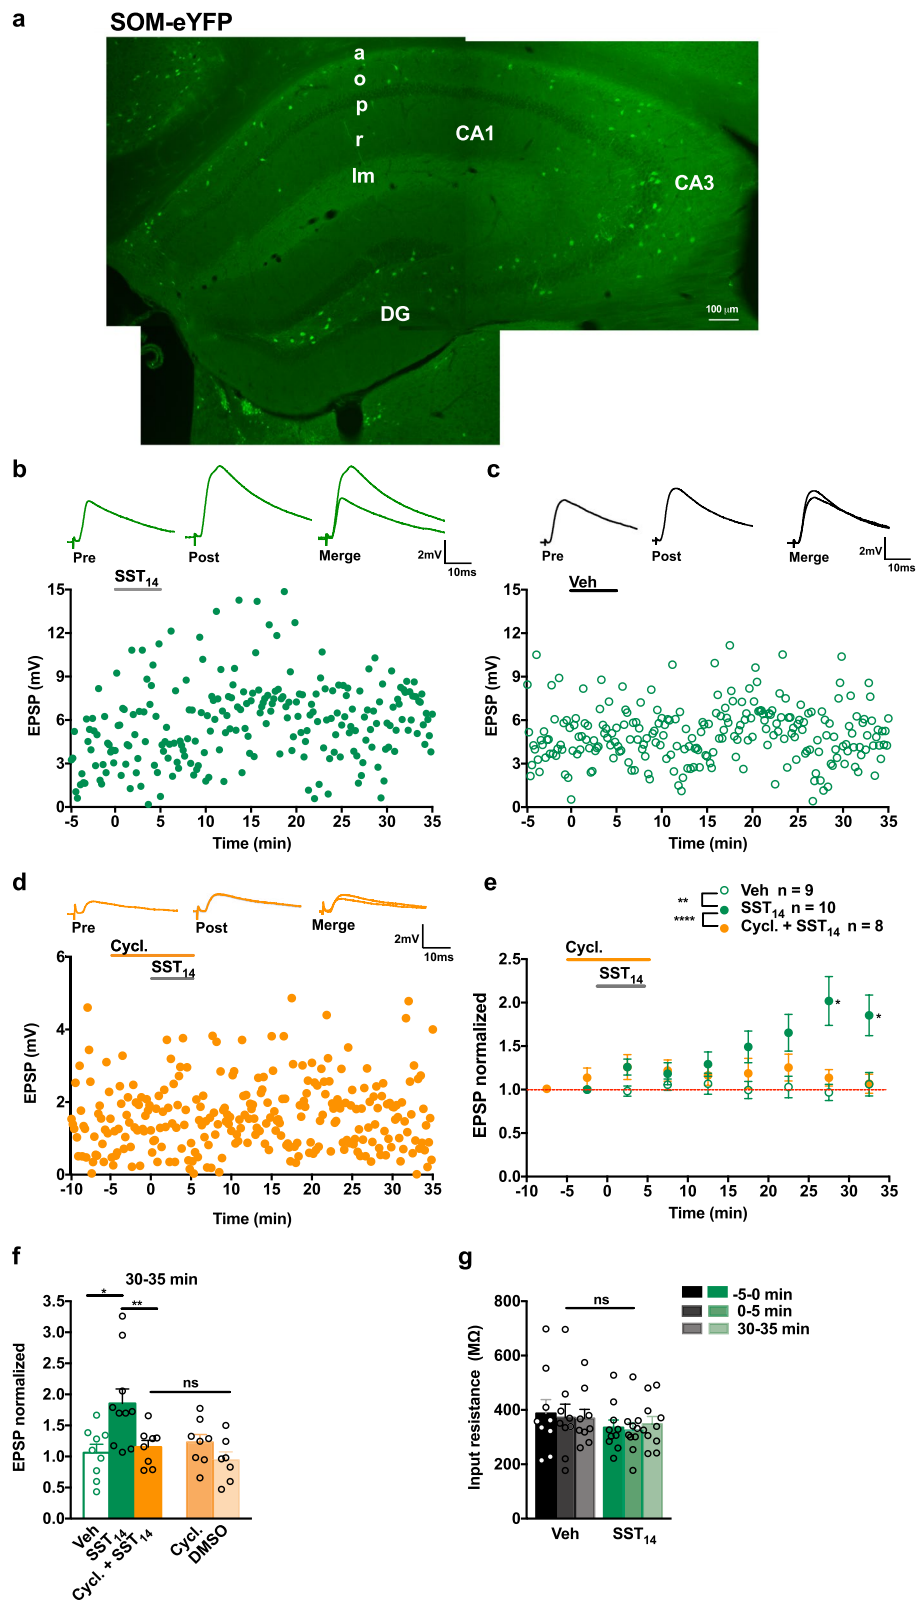 a
SOM-eYFP
a
o
p
CA1
r
lm
CA3
DG
100 µm
b
Pre
Post
Merge
2mV
10ms
SST14
15
12
9
6
3
0
EPSP (mV)
-5 0 5 10 15 20 25 30 35
Time (min)
c
Pre
Post
Merge
2mV
10ms
Veh
15
12
9
6
3
0
EPSP (mV)
-5 0 5 10 15 20 25 30 35
Time (min)
d
Pre
Post
Merge
2mV
10ms
Cycl.
SST14
6
4
2
0
EPSP (mV)
-10 -5 0 5 10 15 20 25 30 35
Time (min)
e
Veh n = 9
**
SST14 n = 10
****
Cycl. + SST14 n = 8
Cycl.
SST14
2.5
2.0
1.5
1.0
0.5
0.0
EPSP normalized
*
*
-10 -5 0 5 10 15 20 25 30 35
Time (min)
f
30-35 min
*
**
ns
3.5
3.0
2.5
2.0
1.5
1.0
0.5
0.0
EPSP normalized
Veh
SST14
Cycl. + SST14
Cycl.
DMSO
g
-5-0 min
0-5 min
30-35 min
ns
800
600
400
200
0
Input resistance (MΩ)
Veh
SST14